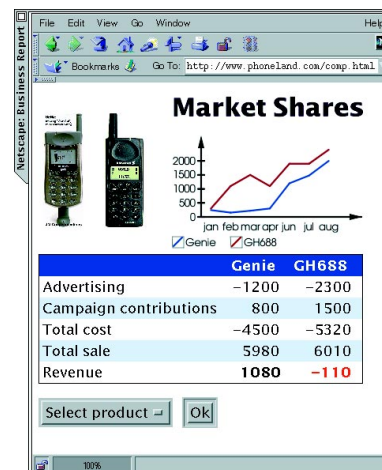 Netscape: Business Report
File Edit View Go Window Help
Bookmarks Go To: http://www.phoneland.com/comp.html
Market Shares
2000
1500
1000
500
jan feb mar apr jun jul aug
Genie GH688
Genie GH688
Advertising −1200 −2300
Campaign contributions 800 1500
Total cost −4500 −5320
Total sale 5980 6010
Revenue 1080 −110
Select product Ok
100%